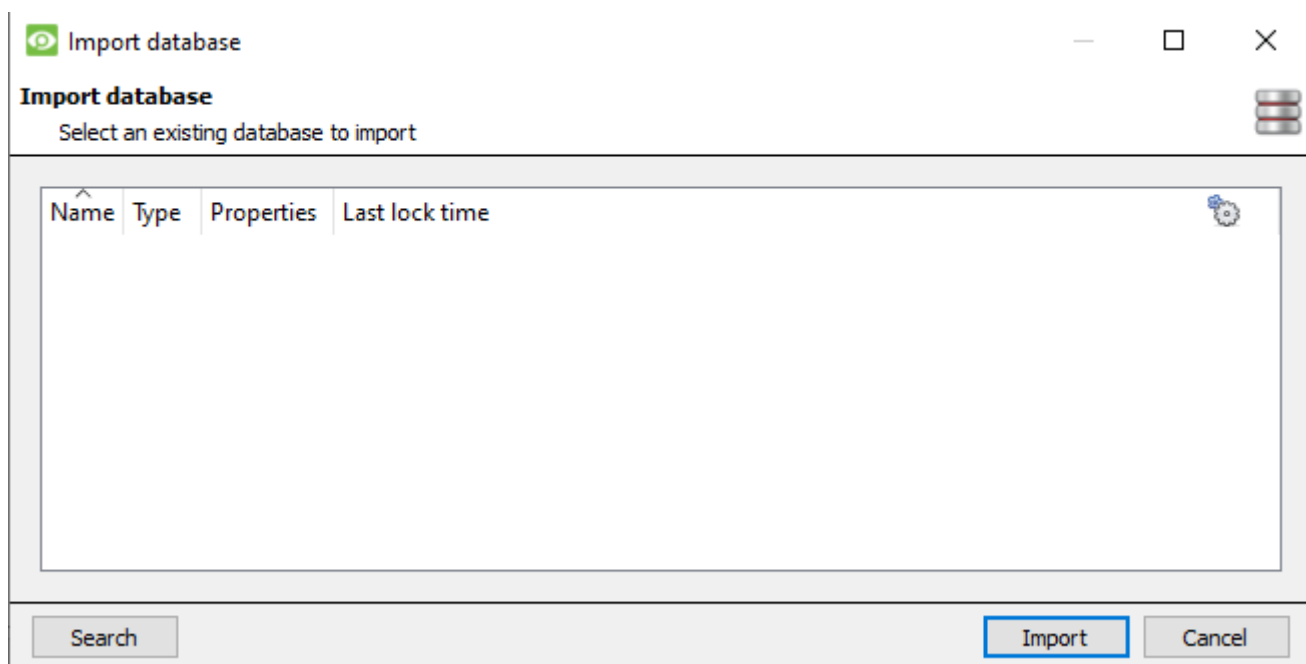 Import database
Import database
Select an existing database to import
Name Type Properties Last lock time
Search Import Cancel